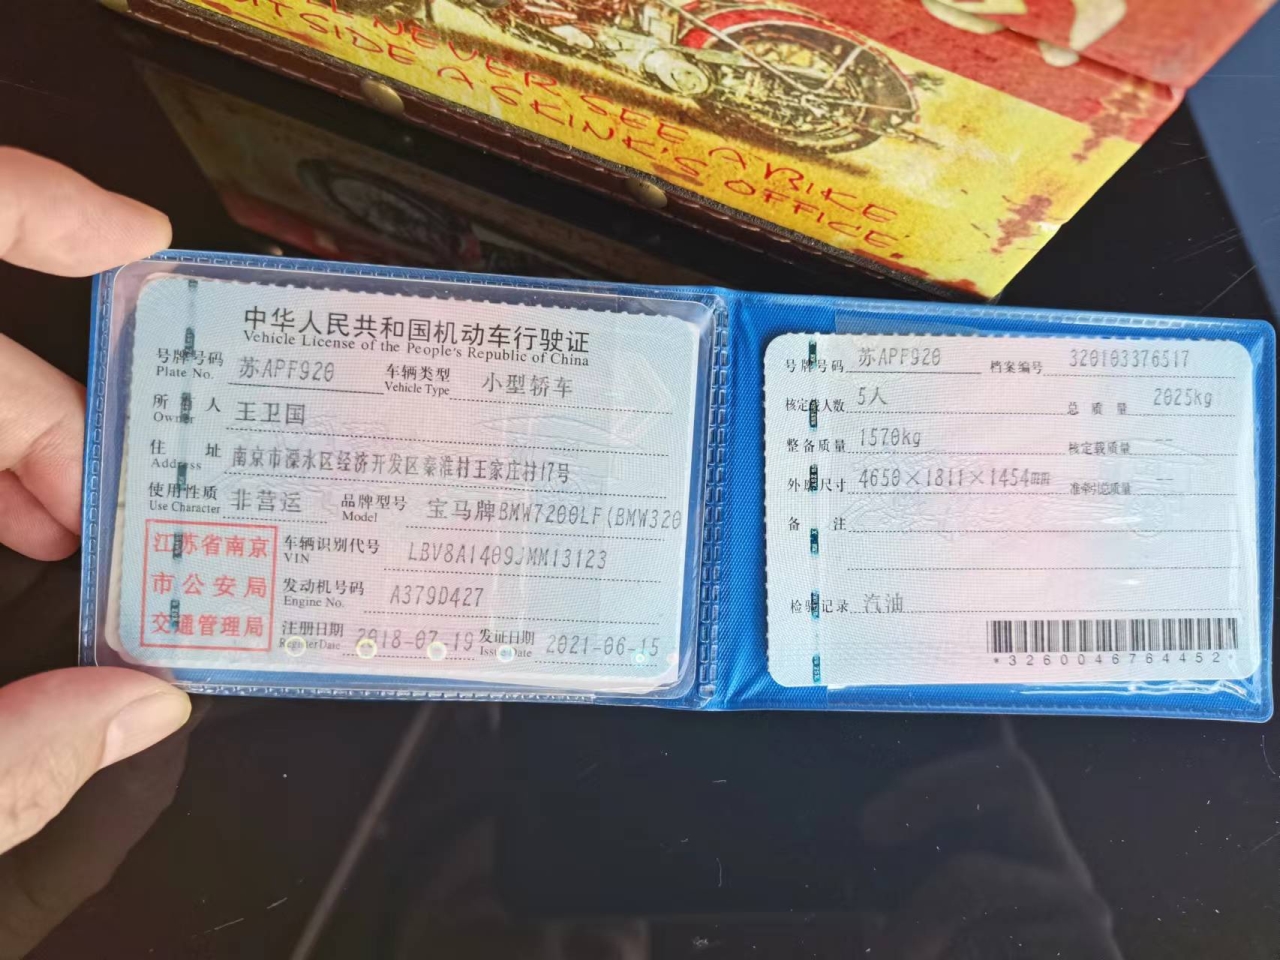 NEVER SEE A BIKE
OUTSIDE A SKINK'S OFFICE.
中华人民共和国机动车行驶证
Vehicle License of the People's Republic of China
号牌号码 苏APF920 车辆类型 小型轿车
Plate No. Vehicle Type
所 人 王卫国
Owner
住 址 南京市溧水区经济开发区秦淮村王家庄村17号
Address
使用性质 非营运 品牌型号 宝马牌BMW7200LF(BMW320
Use Character Model
江苏省南京
市公安局
交通管理局
车辆识别代号 LBV8A1409JMM13123
VIN
发动机号码 A379D427
Engine No.
注册日期 2018-07-19 发证日期 2021-06-15
Register Date Issue Date
号牌号码 苏APF920 档案编号 320103376517
核定载人数 5人 总质量 2025kg
整备质量 1570kg 核定载质量 --
外廓尺寸 4650×1811×1454mm 准牵引总质量 --
备 注
检验记录 汽油
*3260046764452*